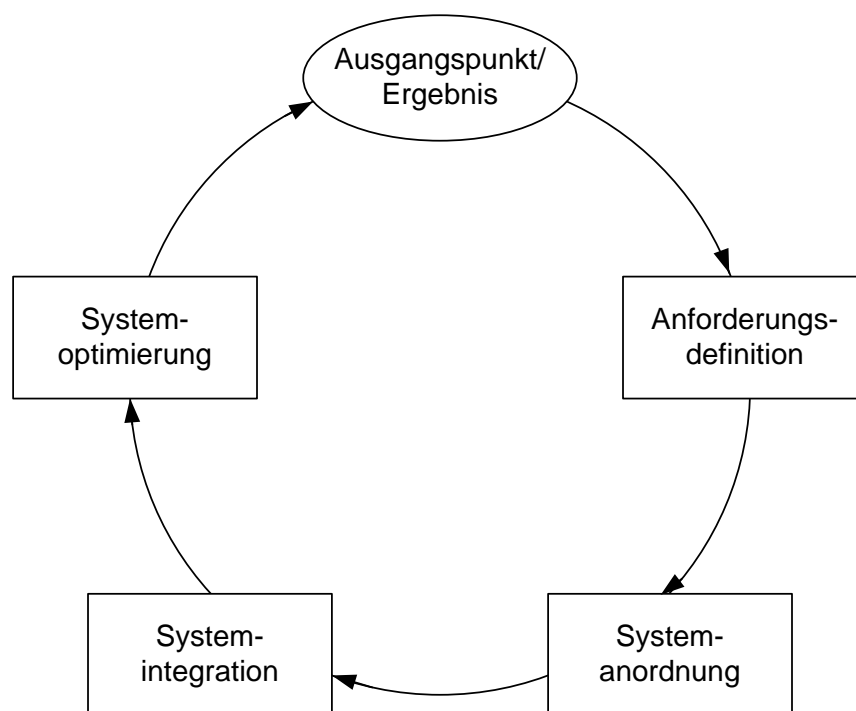 Ausgangspunkt/
Ergebnis
Anforderungs-
definition
System-
anordnung
System-
integration
System-
optimierung